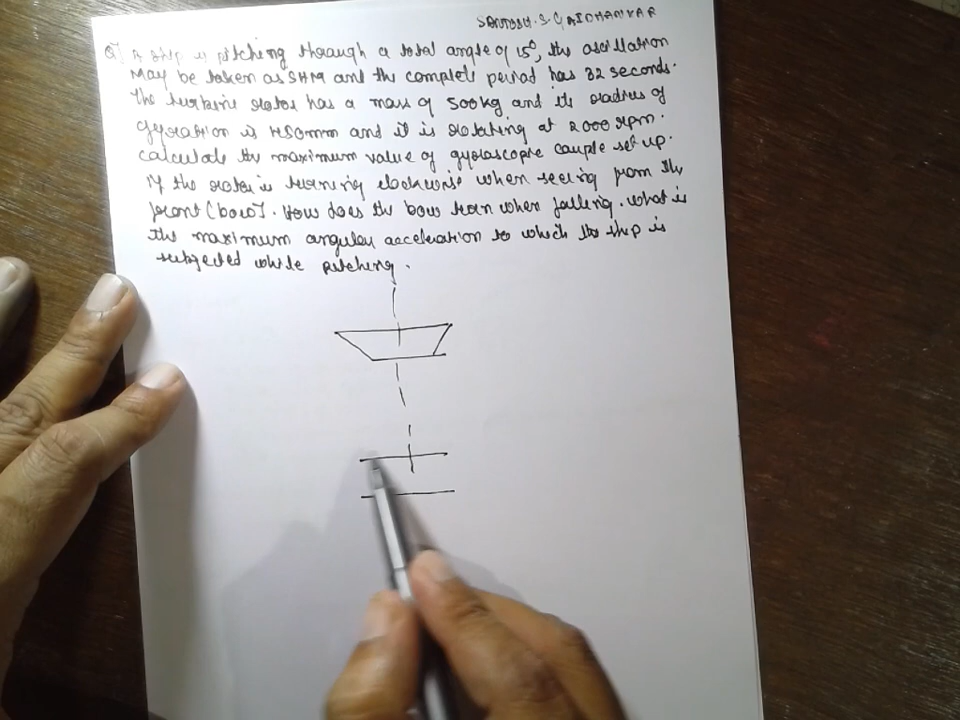 SANTOSH.S.GAIDHANKAR
Q] A ship is pitching through a total angle of 15°, the oscillation
May be taken as SHM and the complete period has 32 seconds.
The turbine rotor has a mass of 500kg and its radius of
gyration is 450mm and it is rotating at 2000 rpm.
calculate the maximum value of gyroscopic couple set up.
If the rotor is turning clockwise when seeing from the
front (bow). How does the bow turn when falling. what is
the maximum angular acceleration to which the ship is
subjected while pitching.